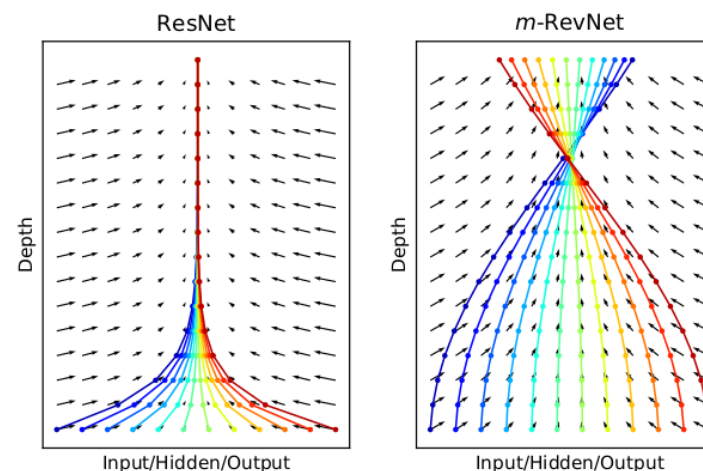 ResNet
Depth
Input/Hidden/Output
m-RevNet
Depth
Input/Hidden/Output